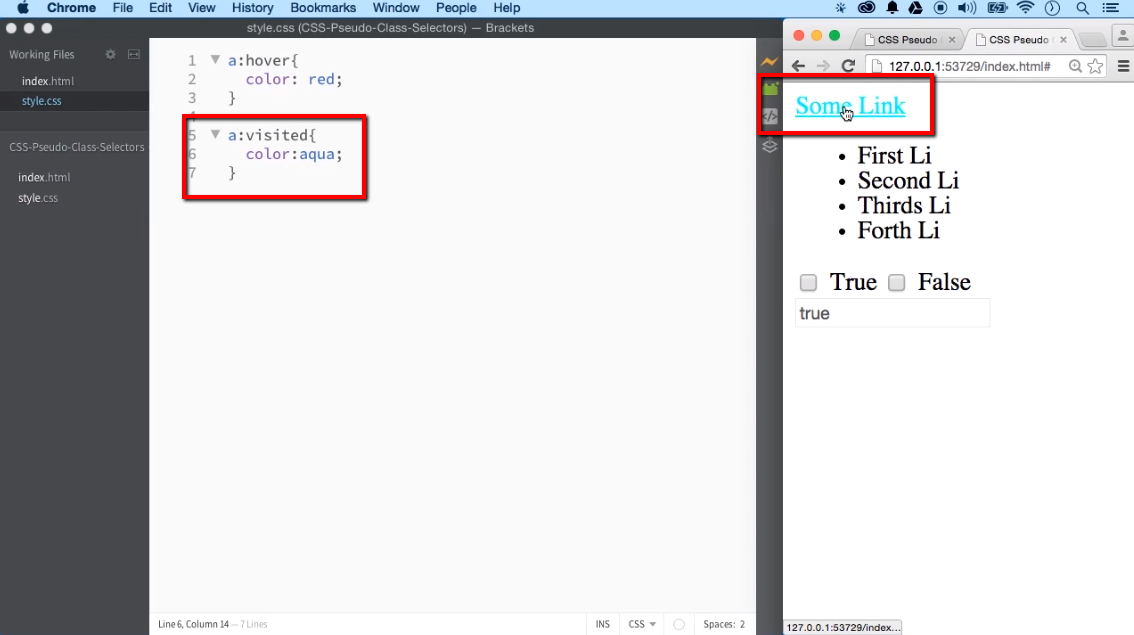 Chrome File Edit View History Bookmarks Window People Help
style.css (CSS-Pseudo-Class-Selectors) — Brackets
Working Files
index.html
style.css
CSS-Pseudo-Class-Selectors
index.html
style.css
1 a:hover{
2 color: red;
3 }
4
5 a:visited{
6 color:aqua;
7 }
Line 6, Column 14 — 7 Lines
INS CSS Spaces: 2
CSS Pseudo CSS Pseudo
127.0.0.1:53729/index.html#
Some Link
• First Li
• Second Li
• Thirds Li
• Forth Li
True False
true
127.0.0.1:53729/index...